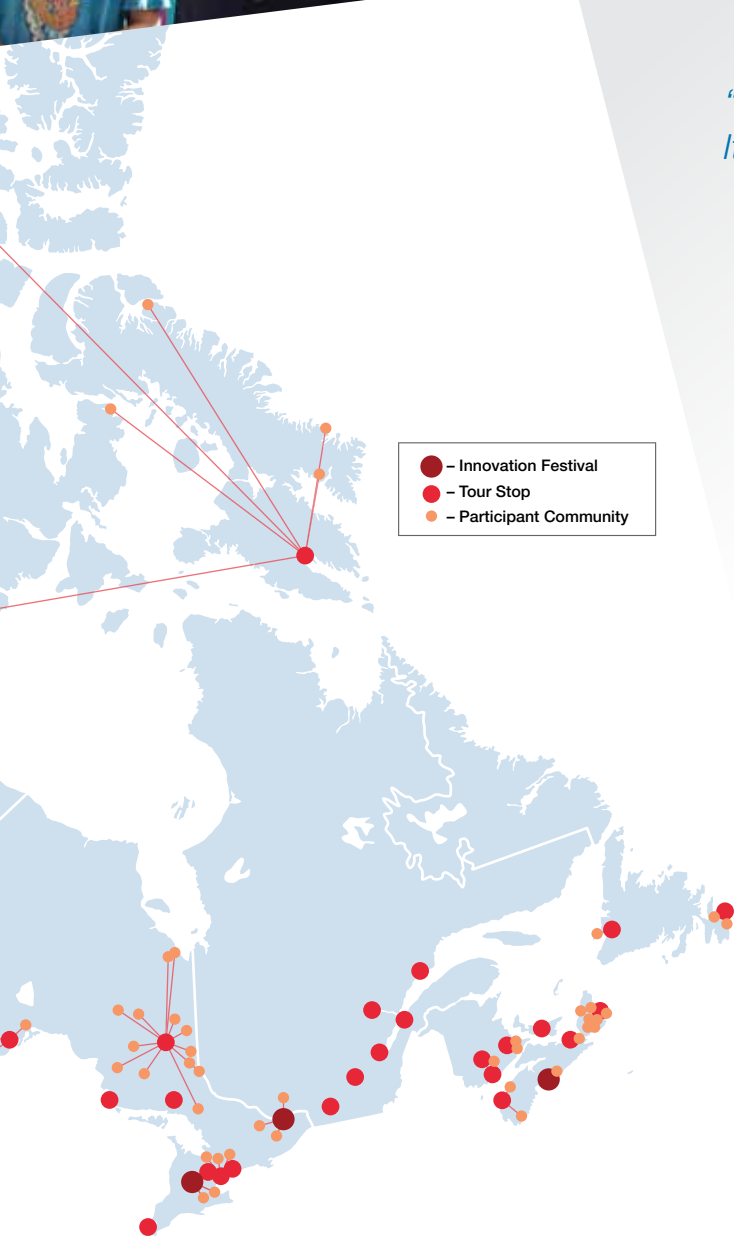 – Innovation Festival
– Tour Stop
– Participant Community